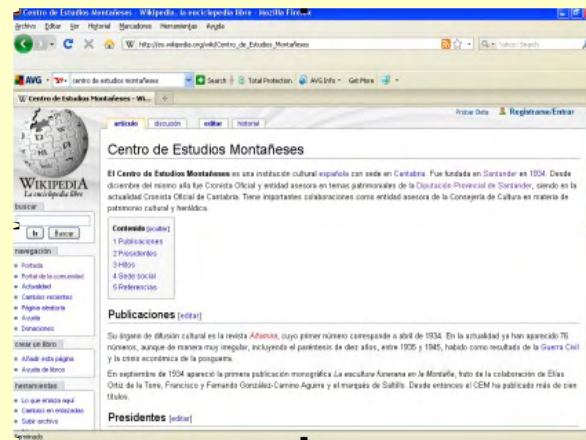 Centro de Estudios Montañeses - Wikipedia, la enciclopedia libre - Mozilla Firefox
Archivo Editar Ver Historial Marcadores Herramientas Ayuda
W http://es.wikipedia.org/wiki/Centro_de_Estudios_Montañeses
Yahoo! Search
AVG centro de estudios montañeses Search Total Protection AVG Info Get More
W Centro de Estudios Montañeses - Wi...
Probar Beta Registrarse/Entrar
artículo discusión editar historial
WIKIPEDIA
La enciclopedia libre
buscar
Ir Buscar
navegación
Portada
Portal de la comunidad
Actualidad
Cambios recientes
Página aleatoria
Ayuda
Donaciones
crear un libro
Añadir esta página
Ayuda de libros
herramientas
Lo que enlaza aquí
Cambios en enlazadas
Subir archivo
Centro de Estudios Montañeses
El Centro de Estudios Montañeses es una institución cultural española con sede en Cantabria. Fue fundada en Santander en 1934. Desde
diciembre del mismo año fue Cronista Oficial y entidad asesora en temas patrimoniales de la Diputación Provincial de Santander, siendo en la
actualidad Cronista Oficial de Cantabria. Tiene importantes colaboraciones como entidad asesora de la Consejería de Cultura en materia de
patrimonio cultural y heráldica.
Contenido [ocultar]
1 Publicaciones
2 Presidentes
3 Hitos
4 Sede social
5 Referencias
Publicaciones [editar]
Su órgano de difusión cultural es la revista Altamira, cuyo primer número corresponde a abril de 1934. En la actualidad ya han aparecido 76
números, aunque de manera muy irregular, incluyendo el paréntesis de diez años, entre 1935 y 1945, habido como resultado de la Guerra Civil
y la crisis económica de la posguerra.
En septiembre de 1934 apareció la primera publicación monográfica La escultura funeraria en la Montaña, fruto de la colaboración de Elías
Ortiz de la Torre, Francisco y Fernando González-Camino Aguirre y el marqués de Saltillo. Desde entonces el CEM ha publicado más de cien
títulos.
Presidentes [editar]
Terminado